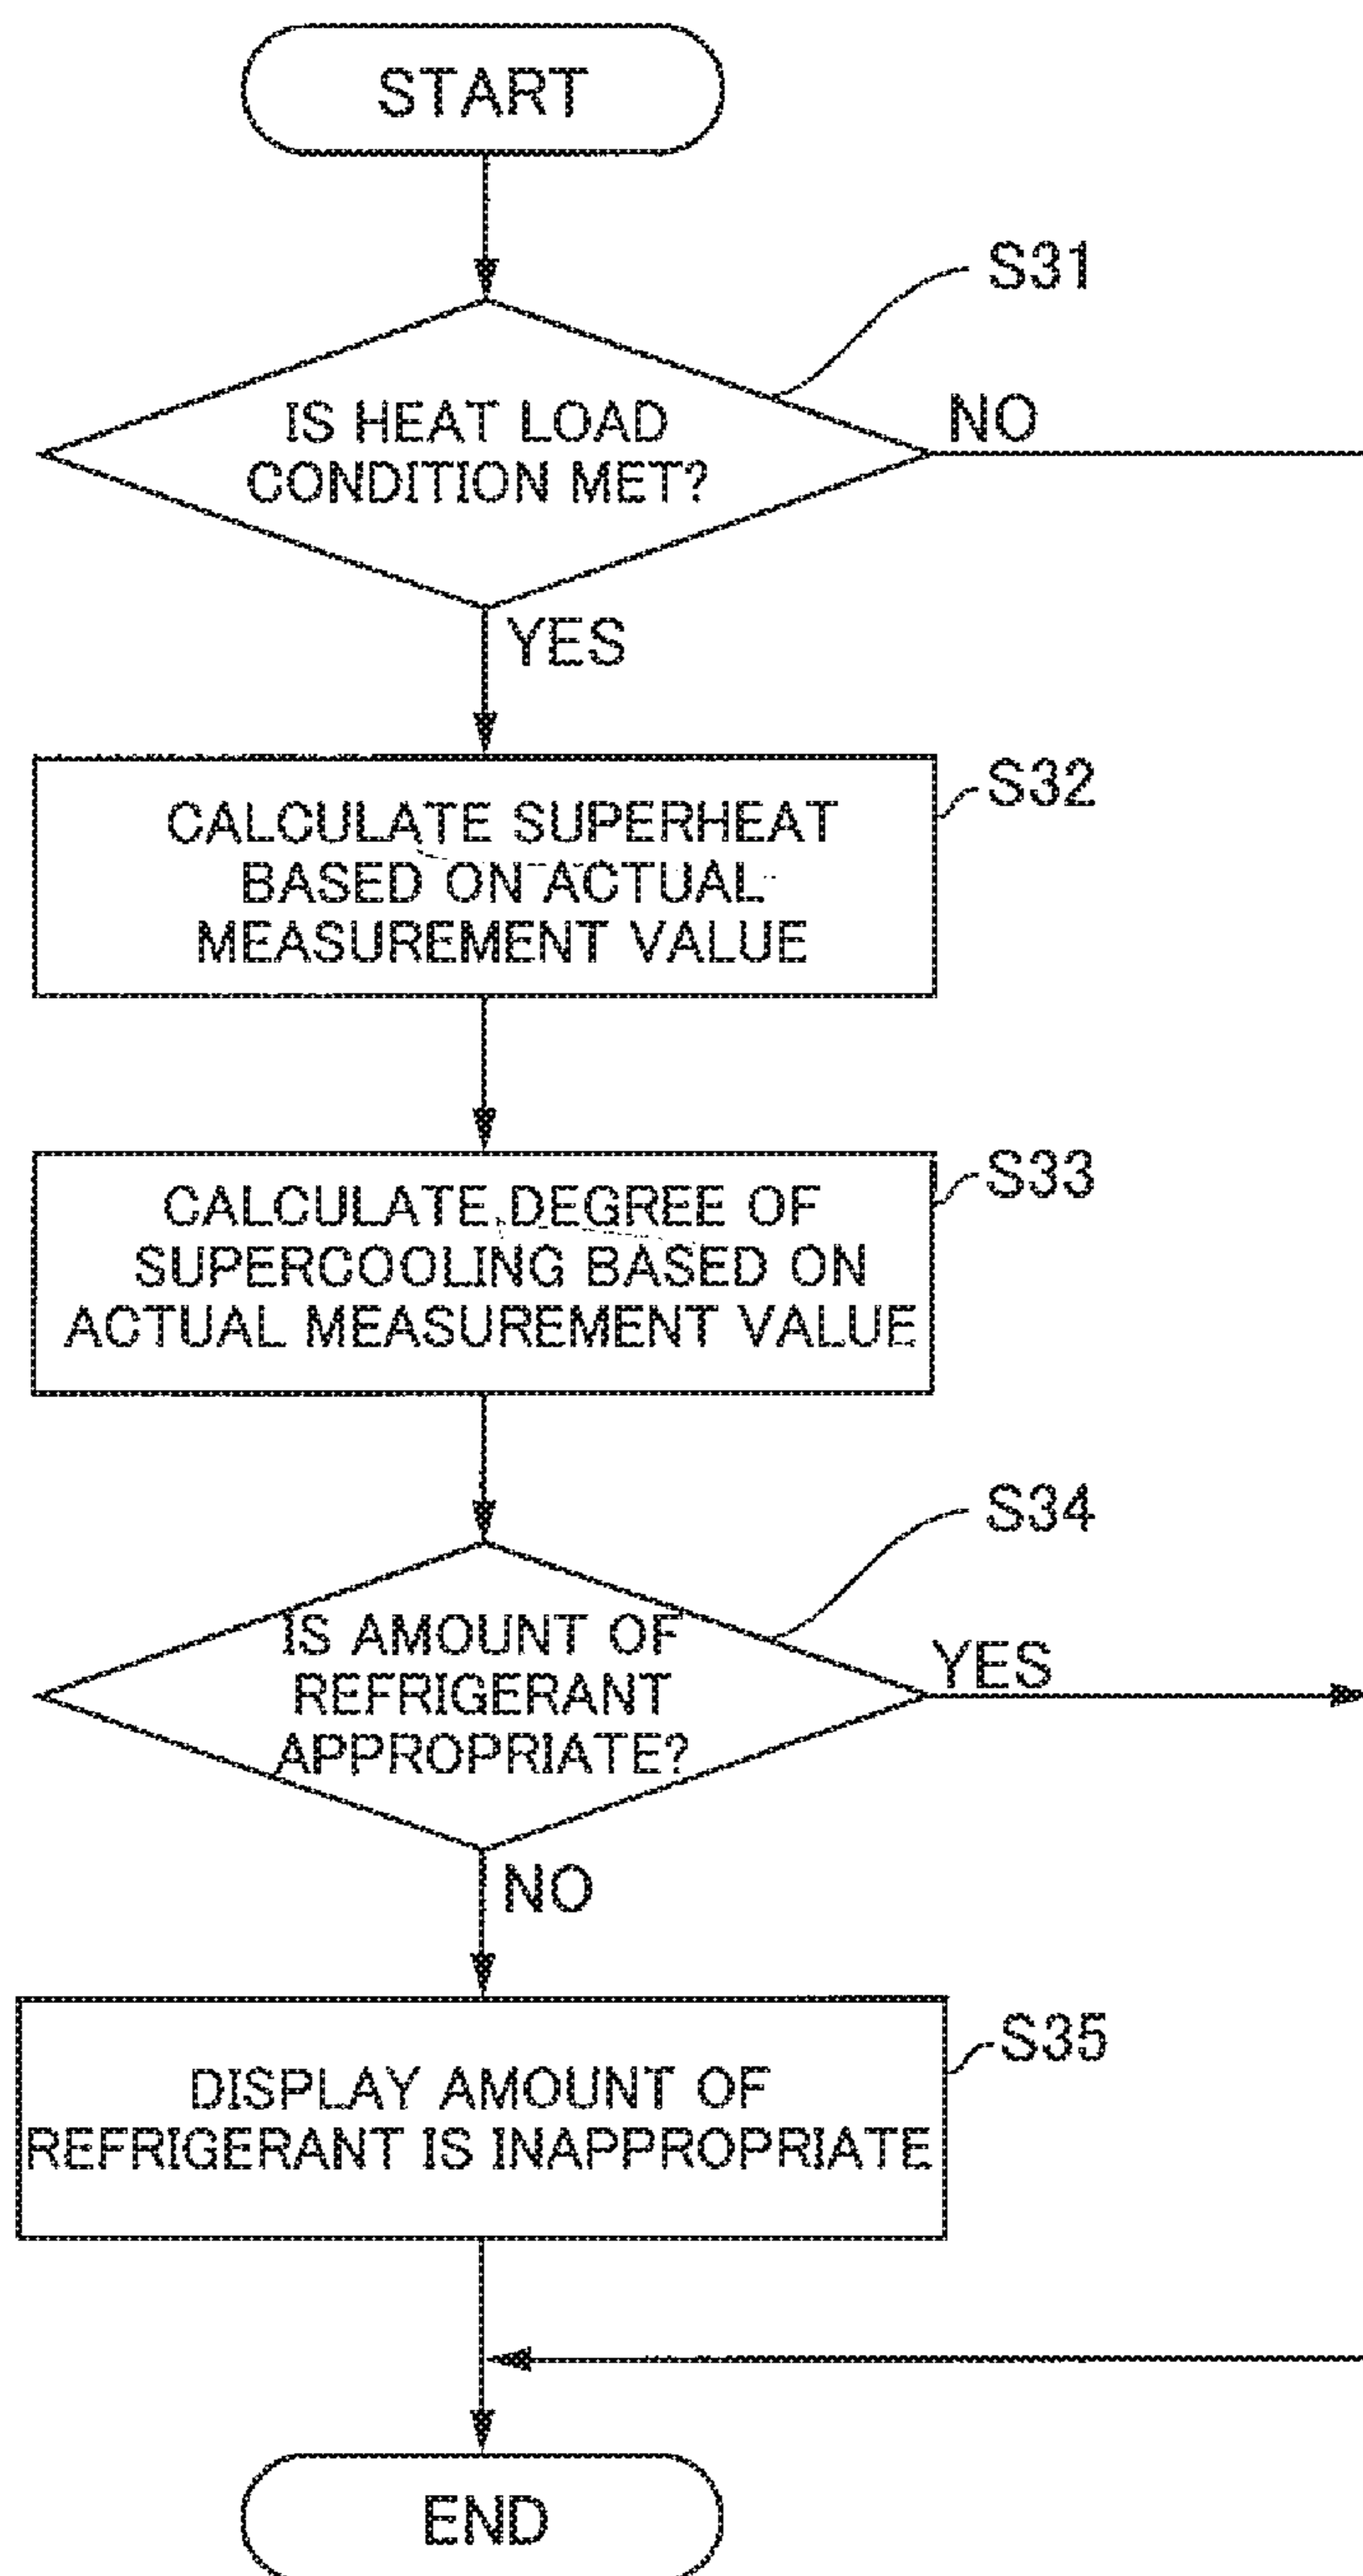 START
S31
IS HEAT LOAD
CONDITION MET?
NO
YES
S32
CALCULATE SUPERHEAT
BASED ON ACTUAL
MEASUREMENT VALUE
S33
CALCULATE DEGREE OF
SUPERCOOLING BASED ON
ACTUAL MEASUREMENT VALUE
S34
IS AMOUNT OF
REFRIGERANT
APPROPRIATE?
YES
NO
S35
DISPLAY AMOUNT OF
REFRIGERANT IS INAPPROPRIATE
END